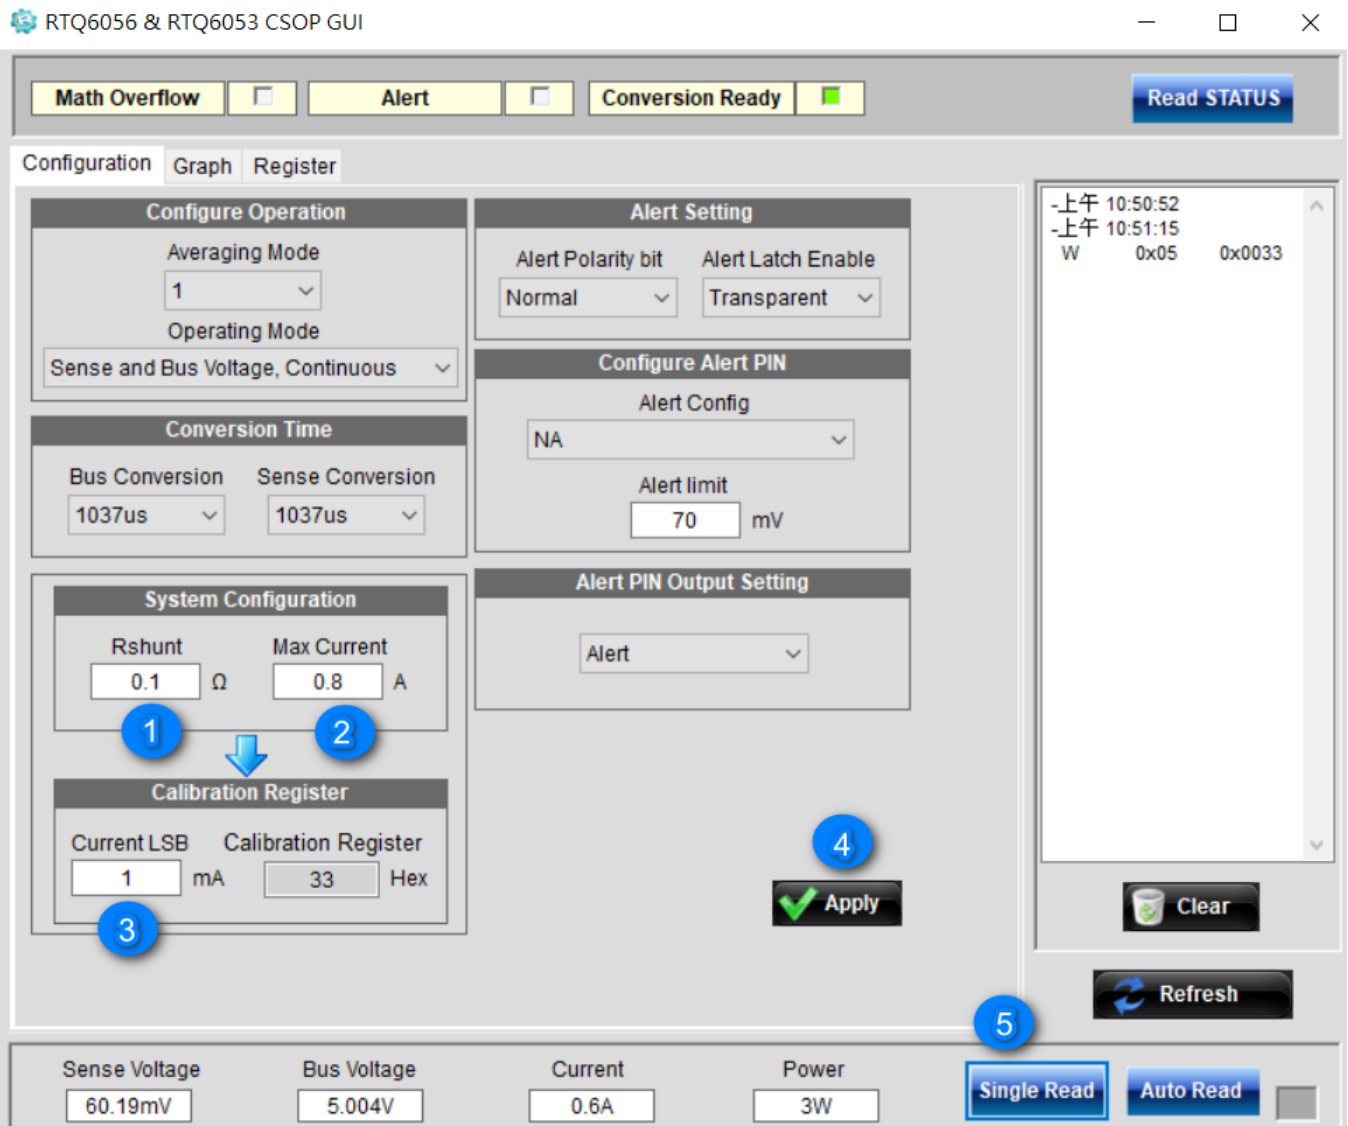 RTQ6056 & RTQ6053 CSOP GUI
Math Overflow
Alert
Conversion Ready
Read STATUS
Configuration
Graph
Register
Configure Operation
Averaging Mode
1
Operating Mode
Sense and Bus Voltage, Continuous
Conversion Time
Bus Conversion
Sense Conversion
1037us
1037us
System Configuration
Rshunt
Max Current
0.1
Ω
0.8
A
1
2
Calibration Register
Current LSB
Calibration Register
1
mA
33
Hex
3
Alert Setting
Alert Polarity bit
Alert Latch Enable
Normal
Transparent
Configure Alert PIN
Alert Config
NA
Alert limit
70
mV
Alert PIN Output Setting
Alert
4
Apply
-上午 10:50:52
-上午 10:51:15
W 0x05 0x0033
Clear
Refresh
5
Sense Voltage
Bus Voltage
Current
Power
60.19mV
5.004V
0.6A
3W
Single Read
Auto Read